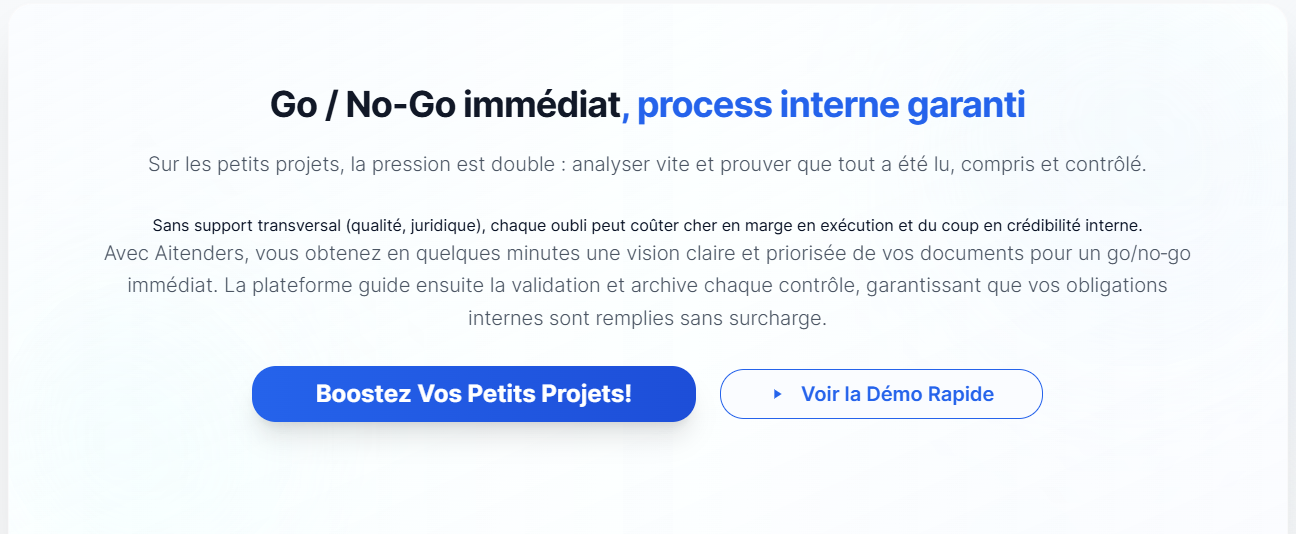 Go / No-Go immédiat, process interne garanti
Sur les petits projets, la pression est double : analyser vite et prouver que tout a été lu, compris et contrôlé.
Sans support transversal (qualité, juridique), chaque oubli peut coûter cher en marge en exécution et du coup en crédibilité interne.
Avec Aitenders, vous obtenez en quelques minutes une vision claire et priorisée de vos documents pour un go/no-go
immédiat. La plateforme guide ensuite la validation et archive chaque contrôle, garantissant que vos obligations
internes sont remplies sans surcharge.
Boostez Vos Petits Projets!
Voir la Démo Rapide